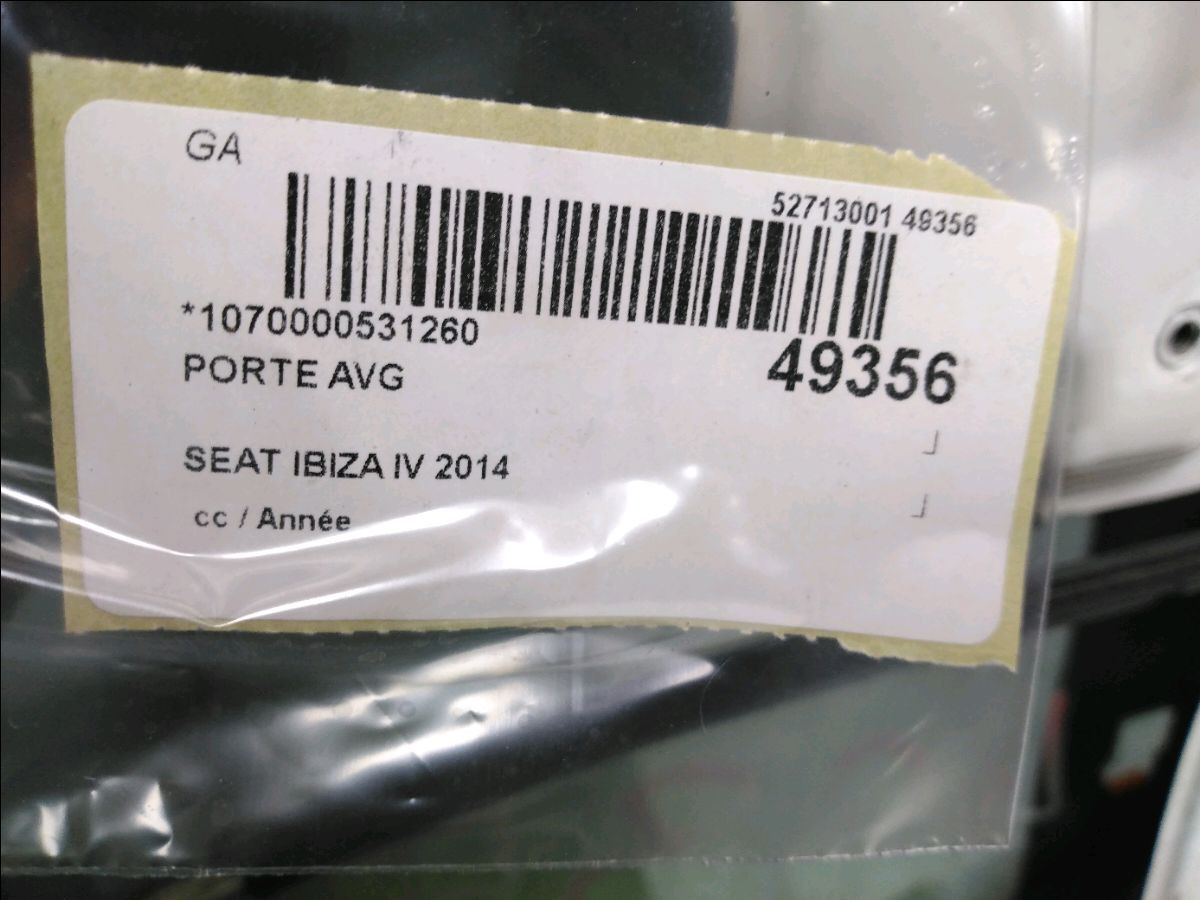 GA
52713001 49356
*1070000531260
49356
PORTE AVG
SEAT IBIZA IV 2014
cc / Année